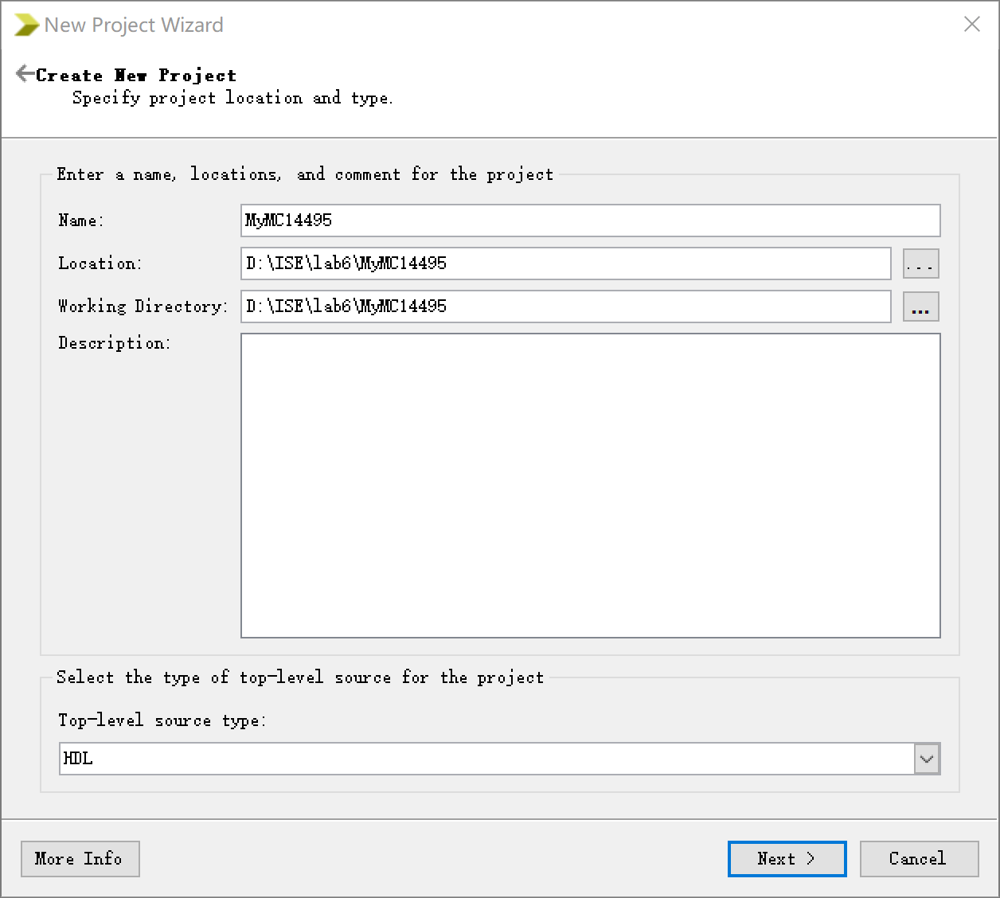 New Project Wizard
Create New Project
Specify project location and type.
Enter a name, locations, and comment for the project
Name: MyMC14495
Location: D:\ISE\lab6\MyMC14495 ...
Working Directory: D:\ISE\lab6\MyMC14495 ...
Description:
Select the type of top-level source for the project
Top-level source type:
HDL
More Info Next > Cancel